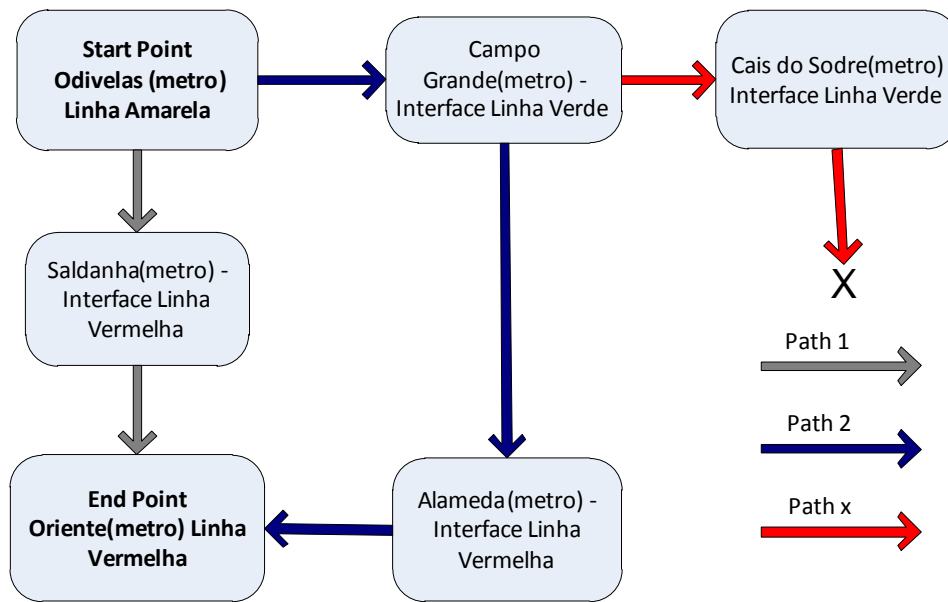 Start Point
Odivelas (metro)
Linha Amarela
Campo
Grande(metro) -
Interface Linha Verde
Cais do Sodre(metro)
Interface Linha Verde
Saldanha(metro) -
Interface Linha
Vermelha
X
Path 1
Path 2
End Point
Oriente(metro) Linha
Vermelha
Alameda(metro) -
Interface Linha
Vermelha
Path x